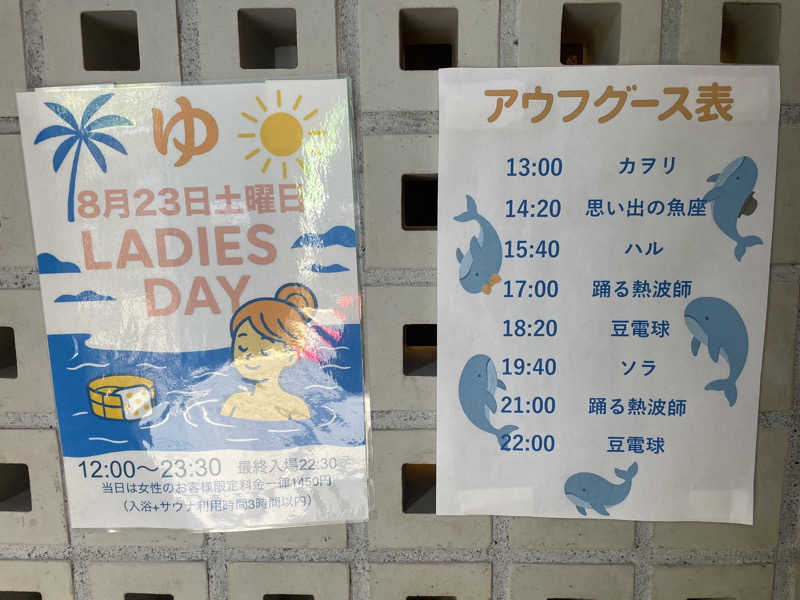 ゆ
8月23日土曜日
LADIES
DAY
12:00〜23:30 最終入場22:30
当日は女性のお客様限定料金一律1450円
（入浴+サウナ利用時間3時間以内）
アウフグース表
13:00 カヲリ
14:20 思い出の魚座
15:40 ハル
17:00 踊る熱波師
18:20 豆電球
19:40 ソラ
21:00 踊る熱波師
22:00 豆電球